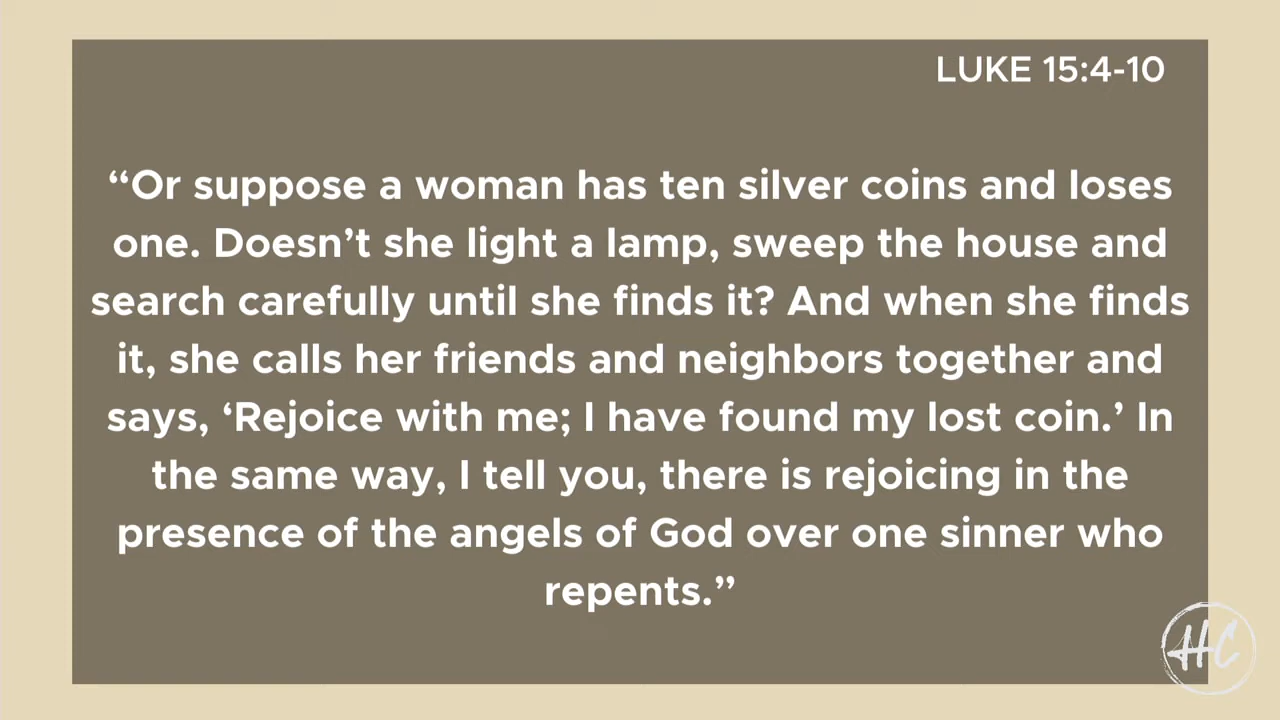 LUKE 15:4-10
“Or suppose a woman has ten silver coins and loses
one. Doesn’t she light a lamp, sweep the house and
search carefully until she finds it? And when she finds
it, she calls her friends and neighbors together and
says, ‘Rejoice with me; I have found my lost coin.’ In
the same way, I tell you, there is rejoicing in the
presence of the angels of God over one sinner who
repents.”
HC